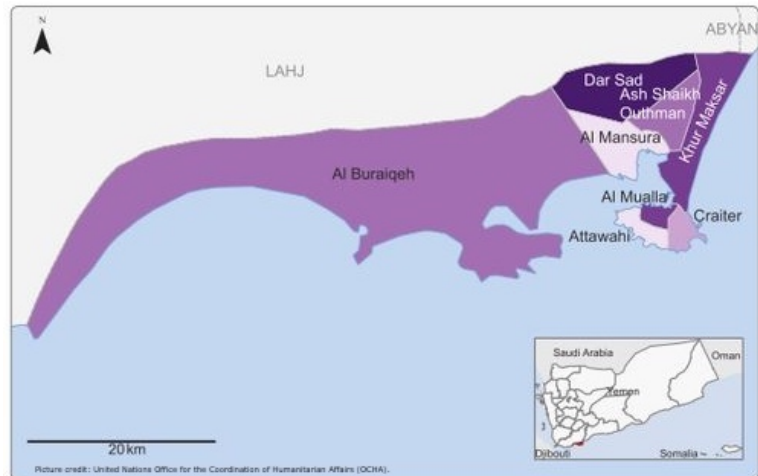 N
ABYAN
LAHJ
Dar Sad
Ash Shaikh
Outhman
Khur Maksar
Al Mansura
Al Buraiqeh
Al Mualla
Craiter
Attawahi
Saudi Arabia
Oman
Yemen
Djibouti
Somalia
20km
Picture credit: United Nations Office for the Coordination of Humanitarian Affairs (OCHA).